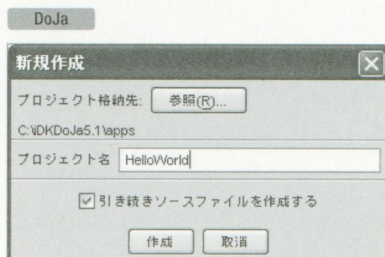 DoJa
新規作成
プロジェクト格納先: 参照(R)...
C:\iDKDoJa5.1\apps
プロジェクト名 HelloWorld
引き続きソースファイルを作成する
作成 取消